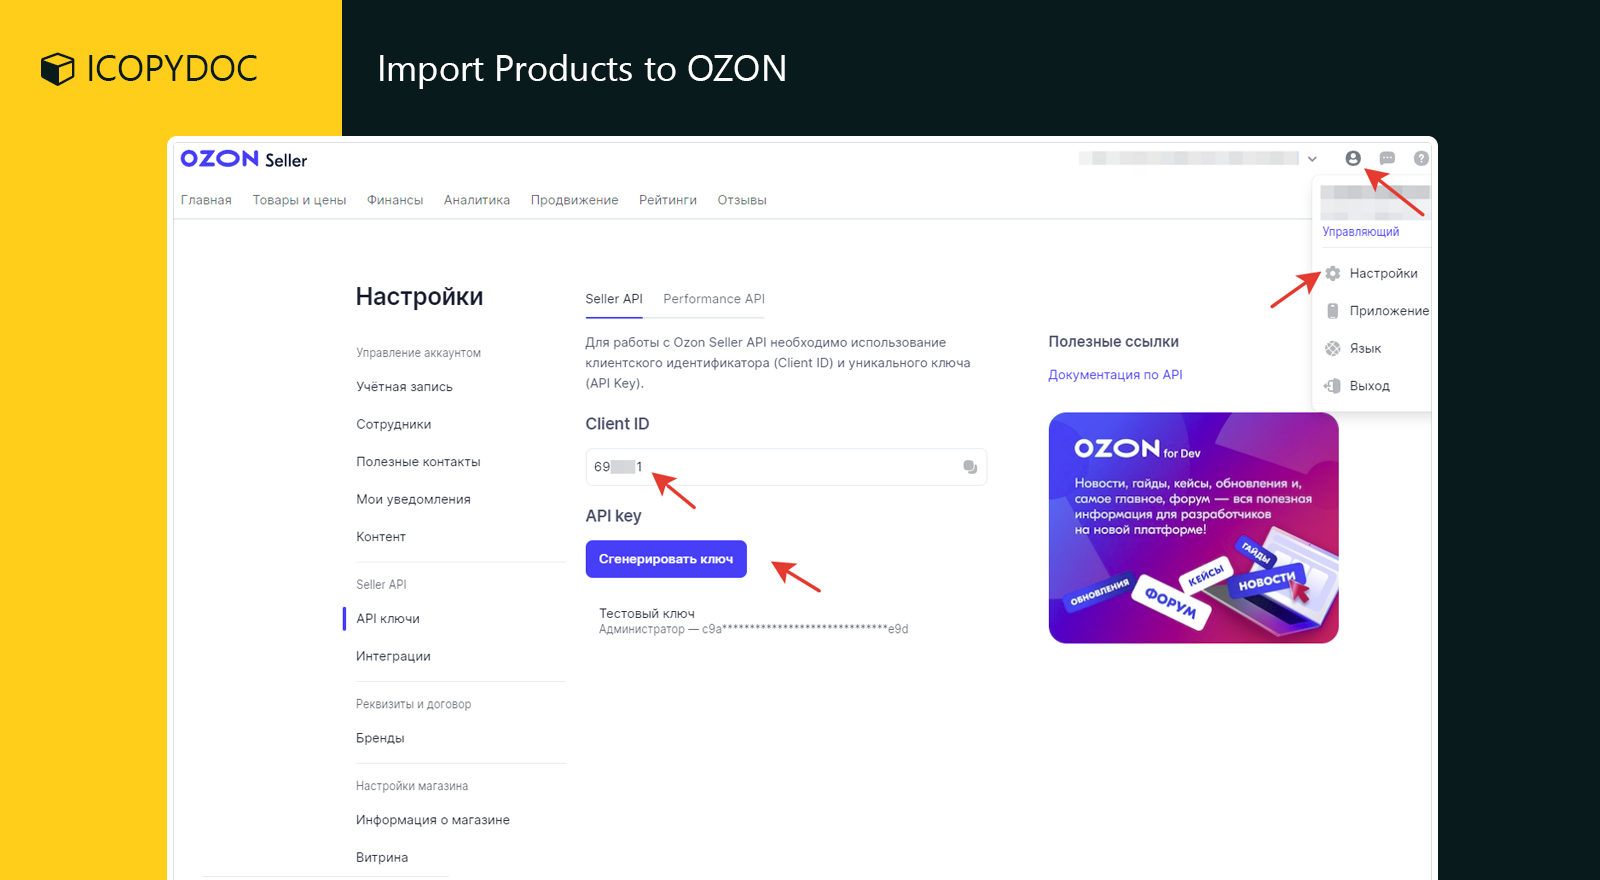 ICOPYDOC
Import Products to OZON
OZON Seller
Главная Товары и цены Финансы Аналитика Продвижение Рейтинги Отзывы
Управляющий
Настройки
Приложение
Язык
Выход
Настройки
Управление аккаунтом
Учётная запись
Сотрудники
Полезные контакты
Мои уведомления
Контент
Seller API
API ключи
Интеграции
Реквизиты и договор
Бренды
Настройки магазина
Информация о магазине
Витрина
Seller API Performance API
Для работы с Ozon Seller API необходимо использование
клиентского идентификатора (Client ID) и уникального ключа
(API Key).
Client ID
69 1
API key
Сгенерировать ключ
Тестовый ключ
Администратор — c9a******************************e9d
Полезные ссылки
Документация по API
OZON for Dev
Новости, гайды, кейсы, обновления и,
самое главное, форум — вся полезная
информация для разработчиков
на новой платформе!
ГАЙДЫ
КЕЙСЫ
НОВОСТИ
ОБНОВЛЕНИЯ
ФОРУМ